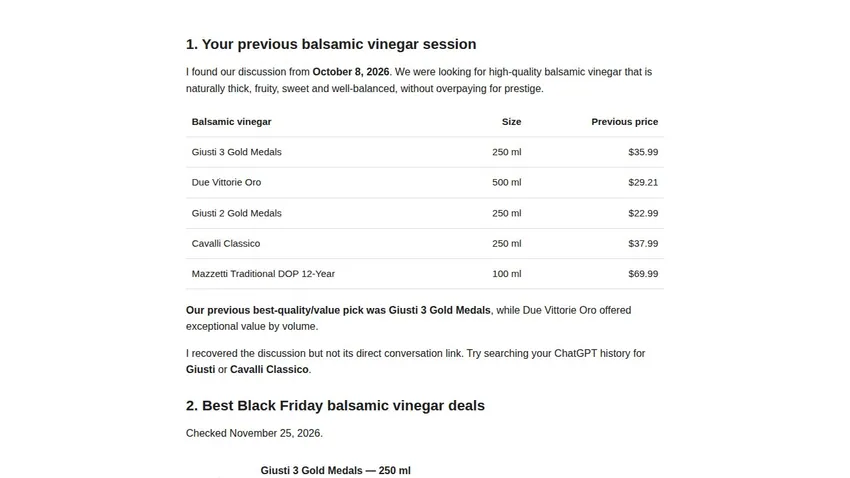 1. Your previous balsamic vinegar session
I found our discussion from October 8, 2026. We were looking for high-quality balsamic vinegar that is
naturally thick, fruity, sweet and well-balanced, without overpaying for prestige.
Balsamic vinegar Size Previous price
Giusti 3 Gold Medals 250 ml $35.99
Due Vittorie Oro 500 ml $29.21
Giusti 2 Gold Medals 250 ml $22.99
Cavalli Classico 250 ml $37.99
Mazzetti Traditional DOP 12-Year 100 ml $69.99
Our previous best-quality/value pick was Giusti 3 Gold Medals, while Due Vittorie Oro offered
exceptional value by volume.
I recovered the discussion but not its direct conversation link. Try searching your ChatGPT history for
Giusti or Cavalli Classico.
2. Best Black Friday balsamic vinegar deals
Checked November 25, 2026.
Giusti 3 Gold Medals — 250 ml